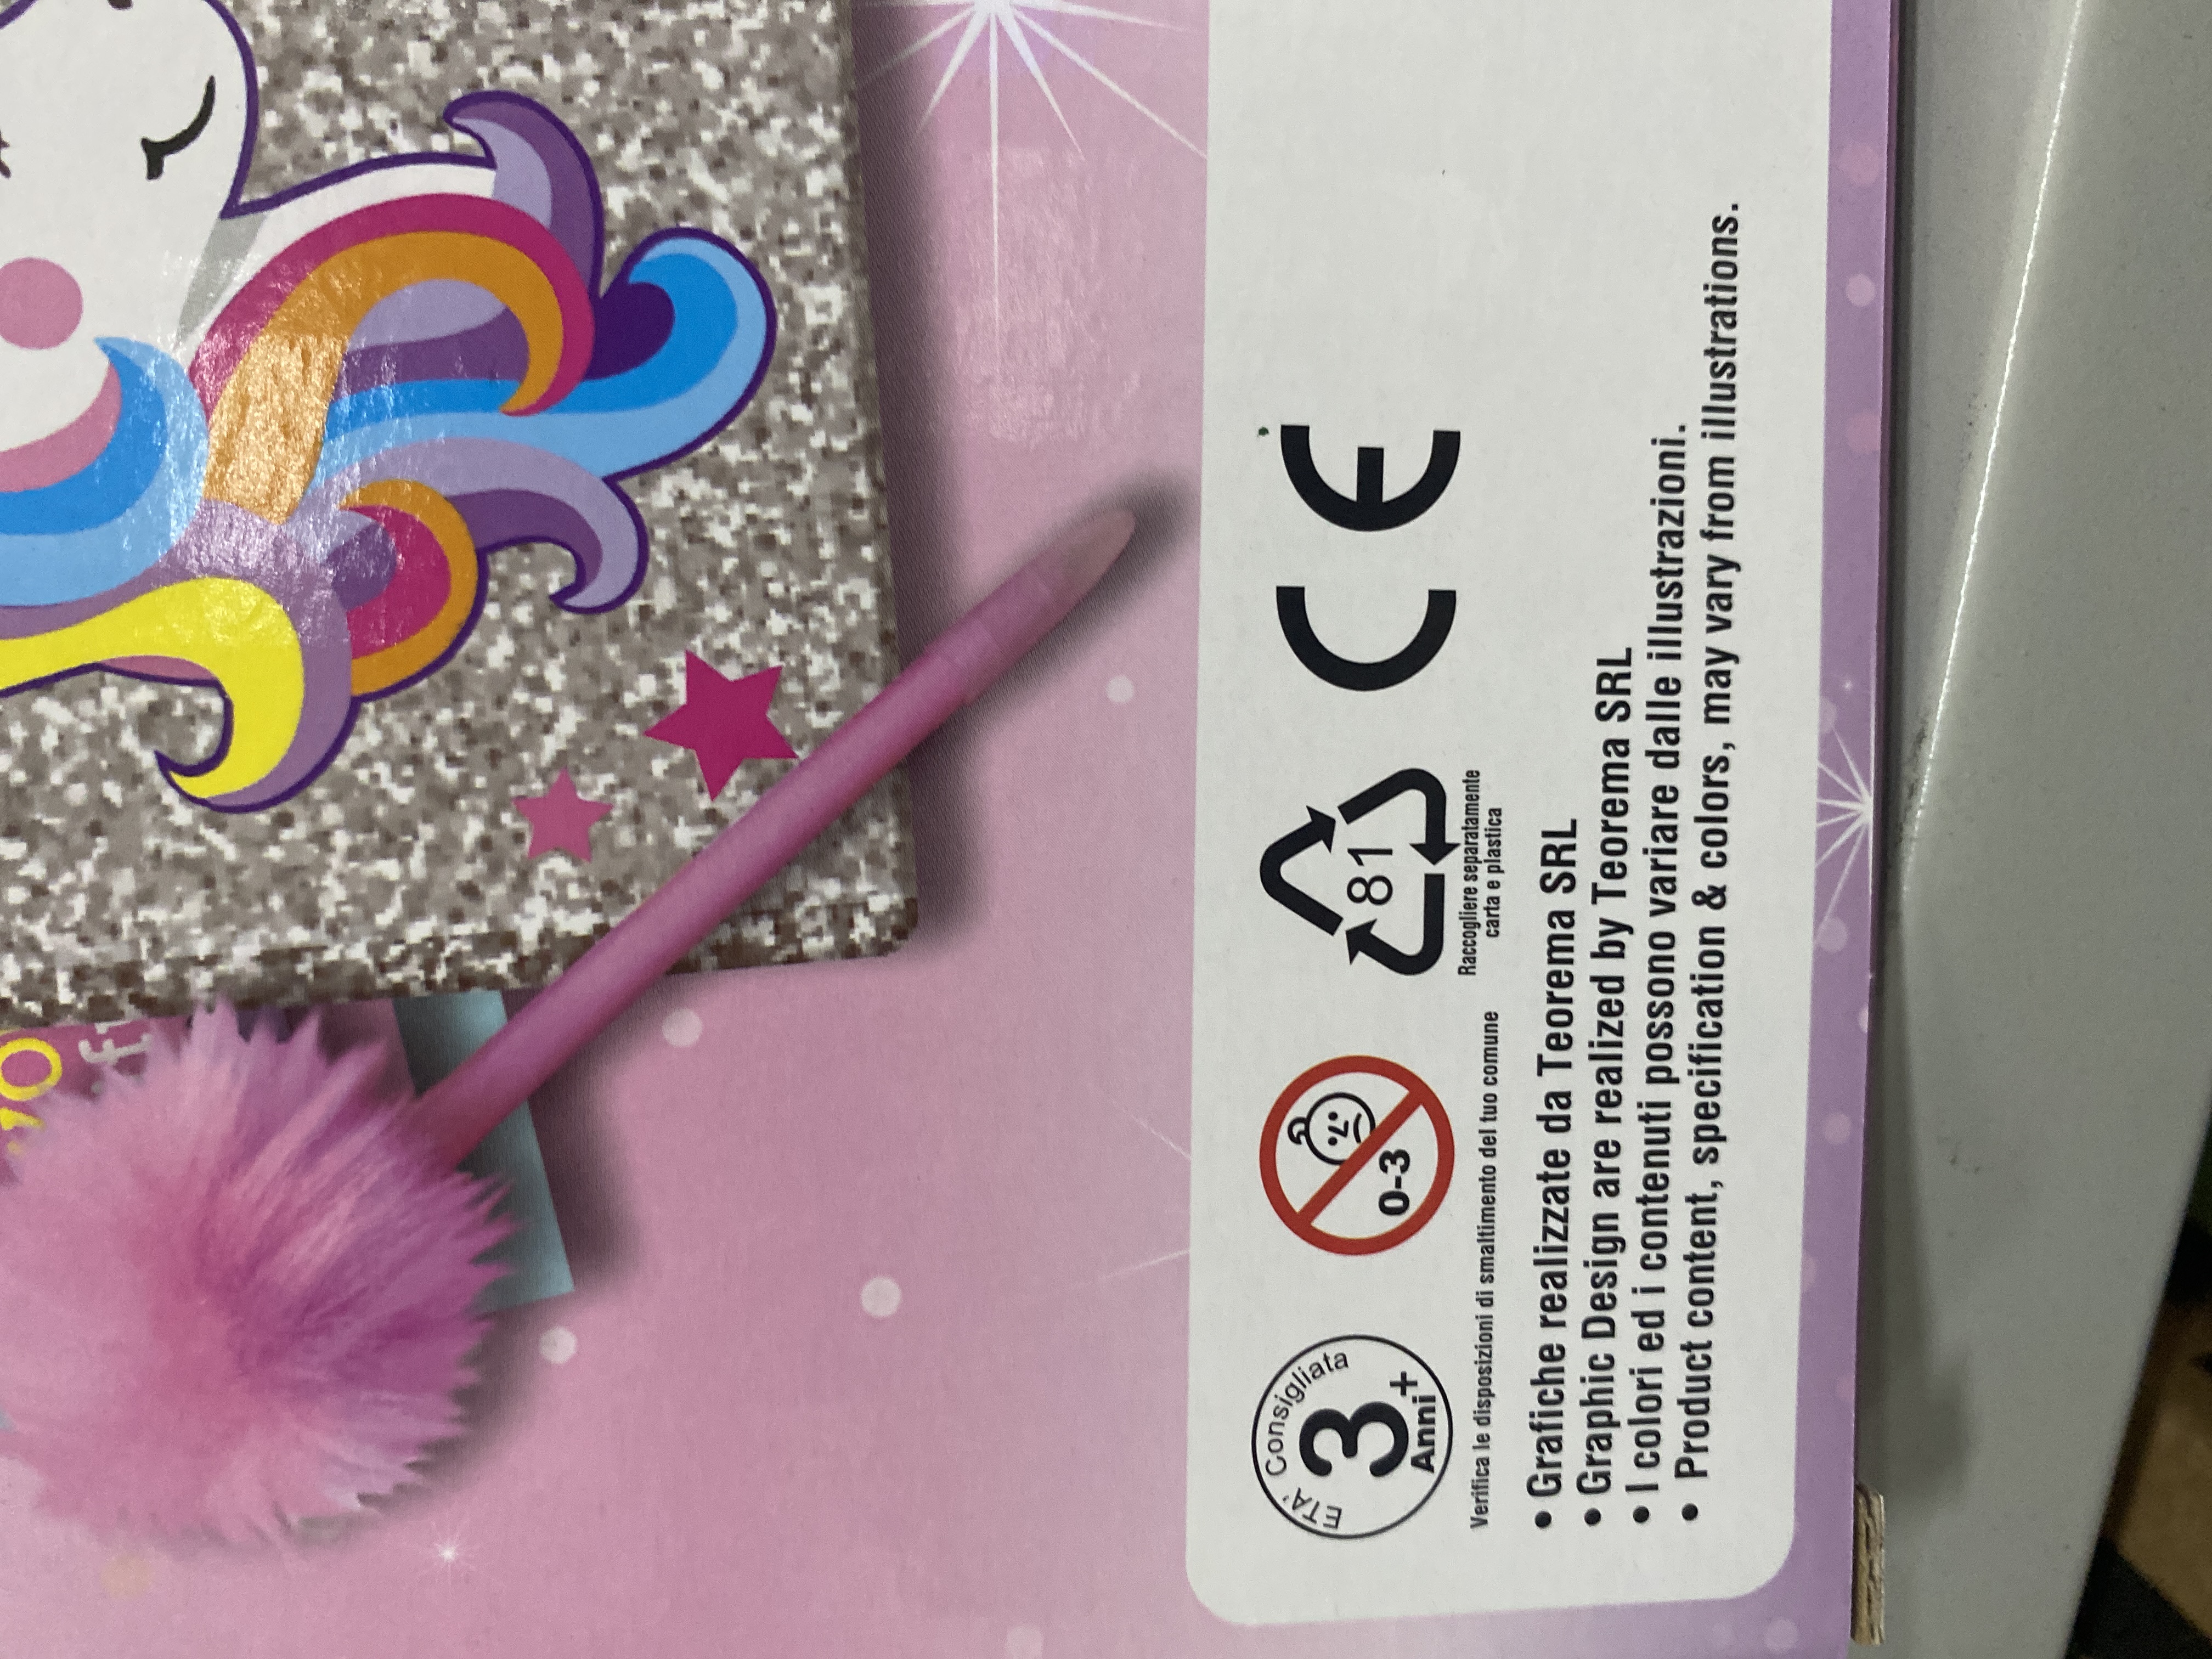 ETA' Consigliata
3+
Anni
0-3
81
CE
Raccogliere separatamente
carta e plastica
Verifica le disposizioni di smaltimento del tuo comune
• Grafiche realizzate da Teorema SRL
• Graphic Design are realized by Teorema SRL
• I colori ed i contenuti possono variare dalle illustrazioni.
• Product content, specification & colors, may vary from illustrations.